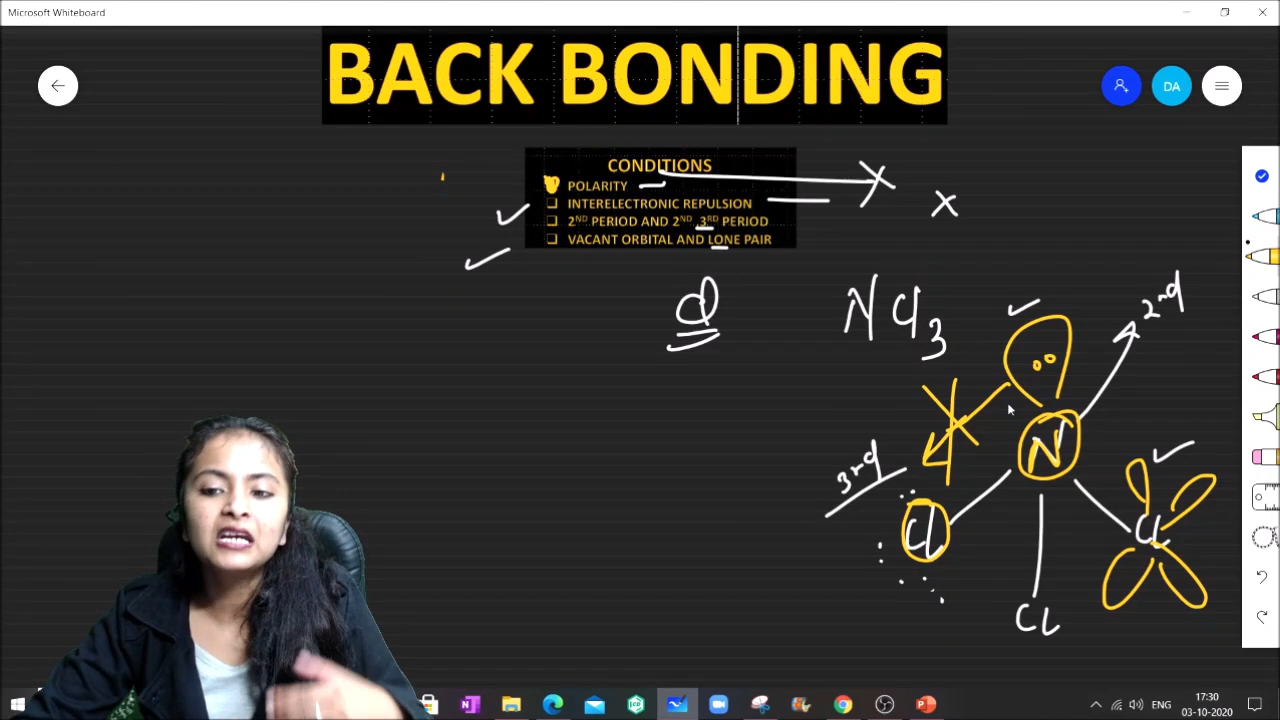 Microsoft Whiteboard
BACK BONDING
DA
CONDITIONS
POLARITY
INTERELECTRONIC REPULSION
2ND PERIOD AND 2ND ,3RD PERIOD
VACANT ORBITAL AND LONE PAIR
d
NCl3
2nd
N
3rd
Cl
Cl
Cl
ENG
17:30
03-10-2020